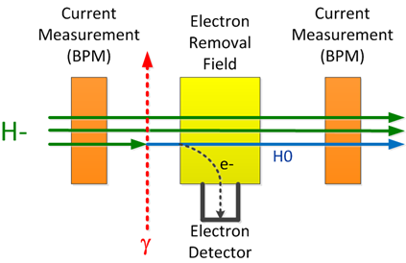 Current
Measurement
(BPM)
Electron
Removal
Field
Current
Measurement
(BPM)
H-
e-
H0
γ
Electron
Detector